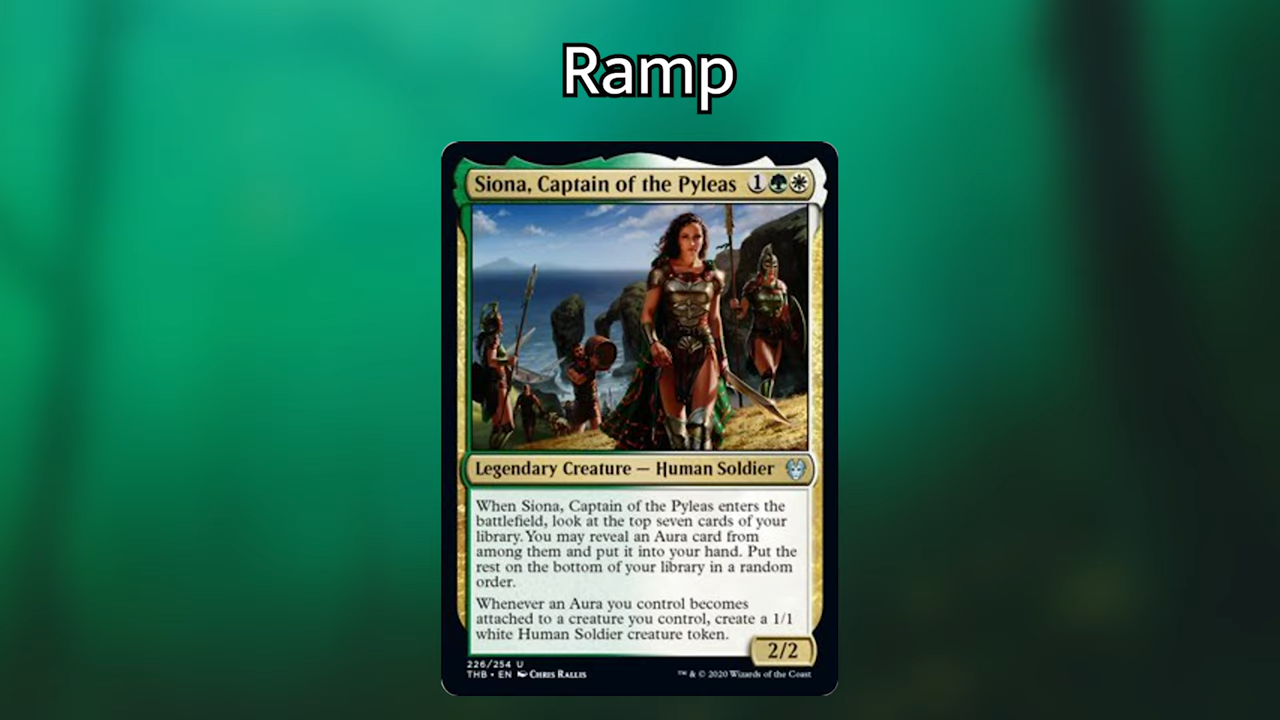 Ramp
Siona, Captain of the Pyleas 1
Legendary Creature — Human Soldier
When Siona, Captain of the Pyleas enters the
battlefield, look at the top seven cards of your
library. You may reveal an Aura card from
among them and put it into your hand. Put the
rest on the bottom of your library in a random
order.
Whenever an Aura you control becomes
attached to a creature you control, create a 1/1
white Human Soldier creature token.
2/2
226/254 U
THB • EN Chris Rallis ™ & © 2020 Wizards of the Coast